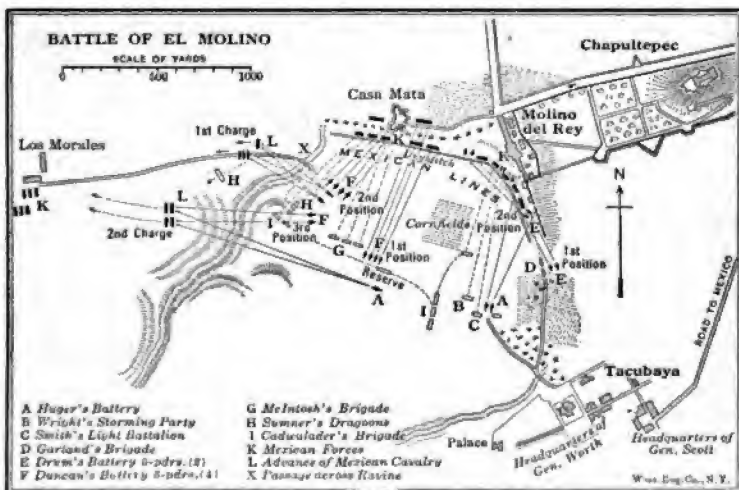 BATTLE OF EL MOLINO
SCALE OF YARDS
0 500 1000
Chapultepec
Casa Mata
Molino
del Rey
Los Morales
1st Charge
L
X
K
K
MEXICAN LINES
Ditch
H
F
2nd
Position
N
K
L
H
F
I
3rd
Position
2nd Charge
G
F
1st
Position
Reserve
Cornfields
2nd
Position
E
1st
Position
D
E
A
I
B
C
A
ROAD TO MEXICO
Tacubaya
Palace
Headquarters of
Gen. Worth
Headquarters of
Gen. Scott
A Huger's Battery
B Wright's Storming Party
C Smith's Light Battalion
D Garland's Brigade
E Drum's Battery 6-pdrs.(2)
F Duncan's Battery 6-pdrs.(4)
G McIntosh's Brigade
H Sumner's Dragoons
I Cadwalader's Brigade
K Mexican Forces
L Advance of Mexican Cavalry
X Passage across Ravine
Eng. Co., N.Y.